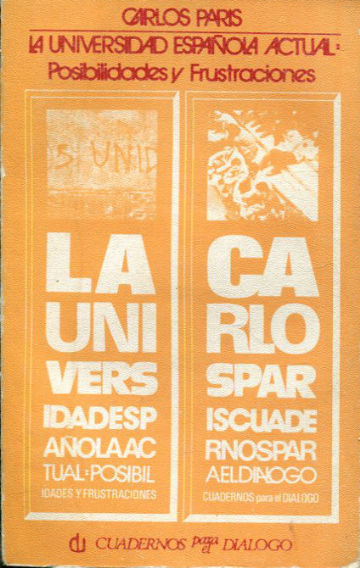 CARLOS PARIS
LA UNIVERSIDAD ESPAÑOLA ACTUAL:
Posibilidades y Frustraciones
S, UNID
LA
UNI
VERS
IDADESP
AÑOLAAC
TUAL:POSIBIL
IDADES Y FRUSTRACIONES
CA
RLO
SPAR
ISCUADE
RNOSPAR
AELDIALOGO
CUADERNOS para el DIALOGO
CUADERNOS para el DIALOGO